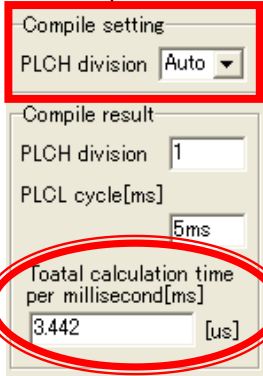 Compile setting
PLCH division Auto
Compile result
PLCH division 1
PLCL cycle[ms]
5ms
Toatal calculation time
per millisecond[ms]
3.442 [us]